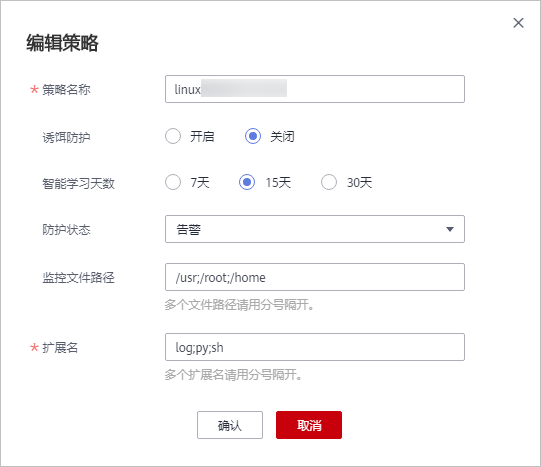 编辑策略
* 策略名称 linux
诱饵防护 开启 关闭
智能学习天数 7天 15天 30天
防护状态 告警
监控文件路径 /usr;/root;/home
多个文件路径请用分号隔开。
* 扩展名 log;py;sh
多个扩展名请用分号隔开。
确认 取消